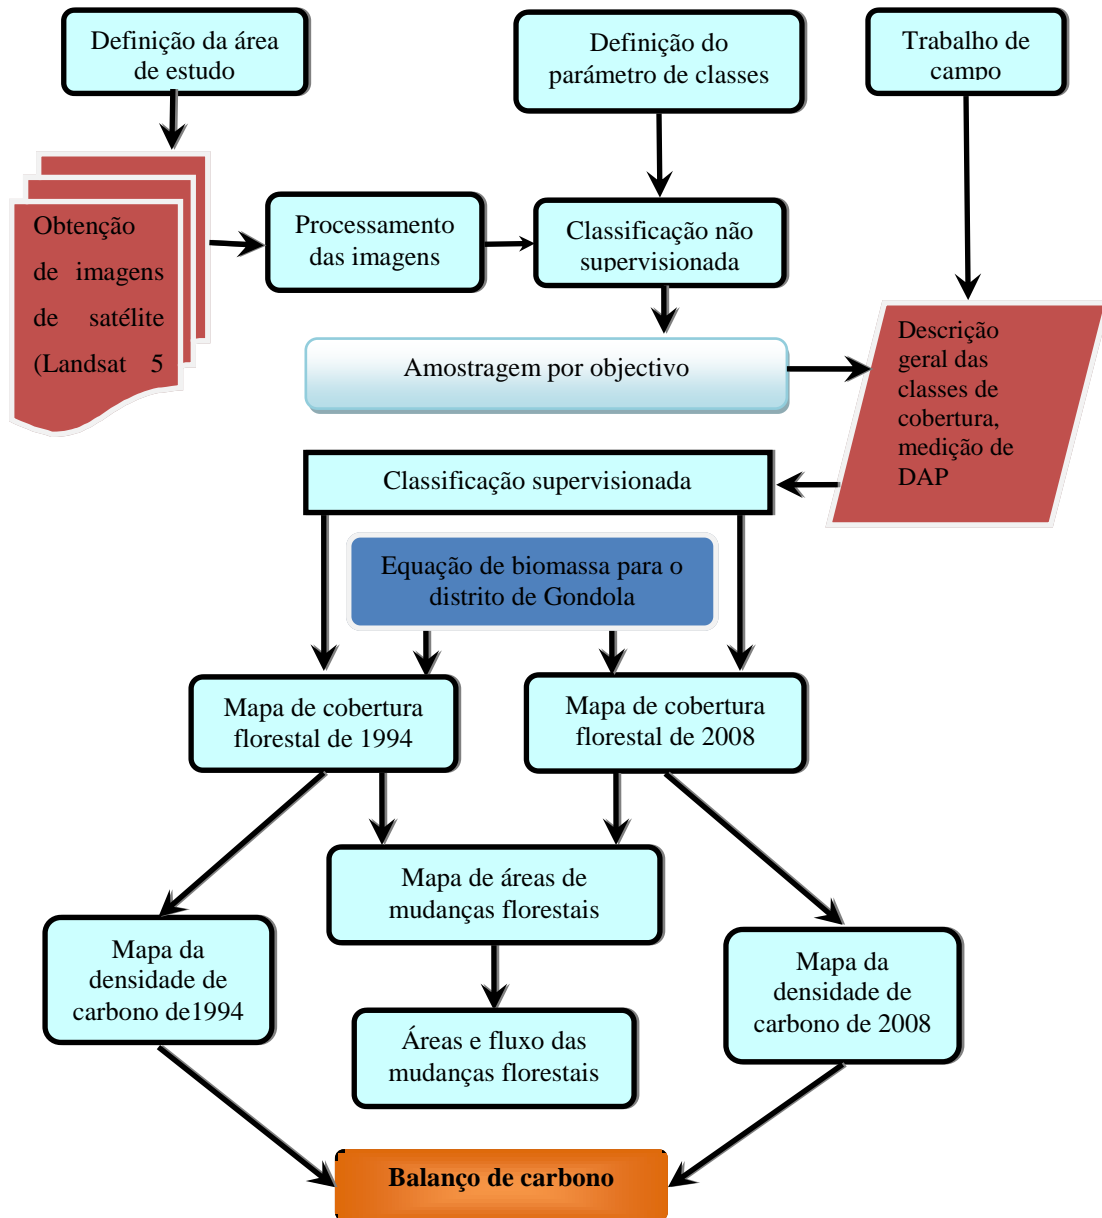 Definição da área
de estudo
Definição do
parámetro de classes
Trabalho de
campo
Obtenção
de imagens
de satélite
(Landsat 5
Processamento
das imagens
Classificação não
supervisionada
Amostragem por objectivo
Descrição
geral das
classes de
cobertura,
medição de
DAP
Classificação supervisionada
Equação de biomassa para o
distrito de Gondola
Mapa de cobertura
florestal de 1994
Mapa de cobertura
florestal de 2008
Mapa de áreas de
mudanças florestais
Mapa da
densidade de
carbono de1994
Mapa da
densidade de
carbono de 2008
Áreas e fluxo das
mudanças florestais
Balanço de carbono